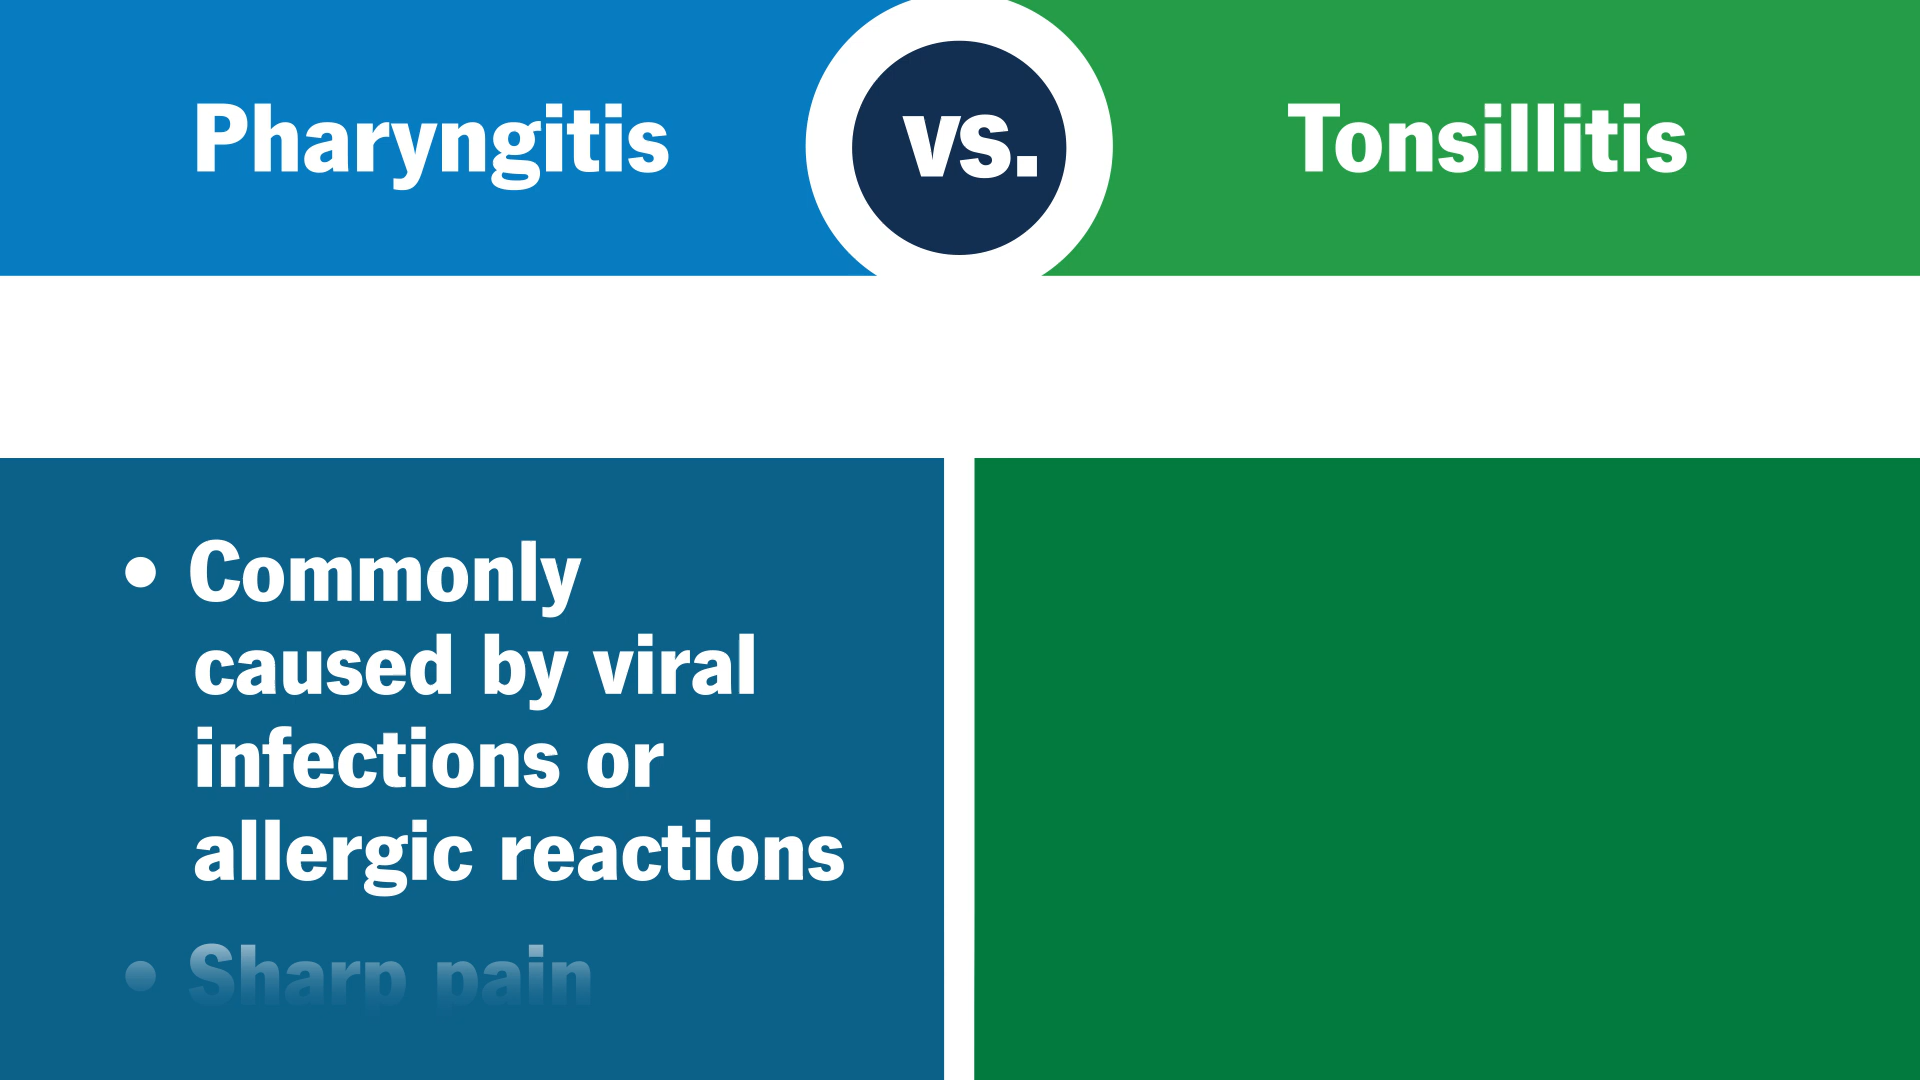 Pharyngitis
vs.
Tonsillitis
• Commonly
caused by viral
infections or
allergic reactions
• Sharp pain